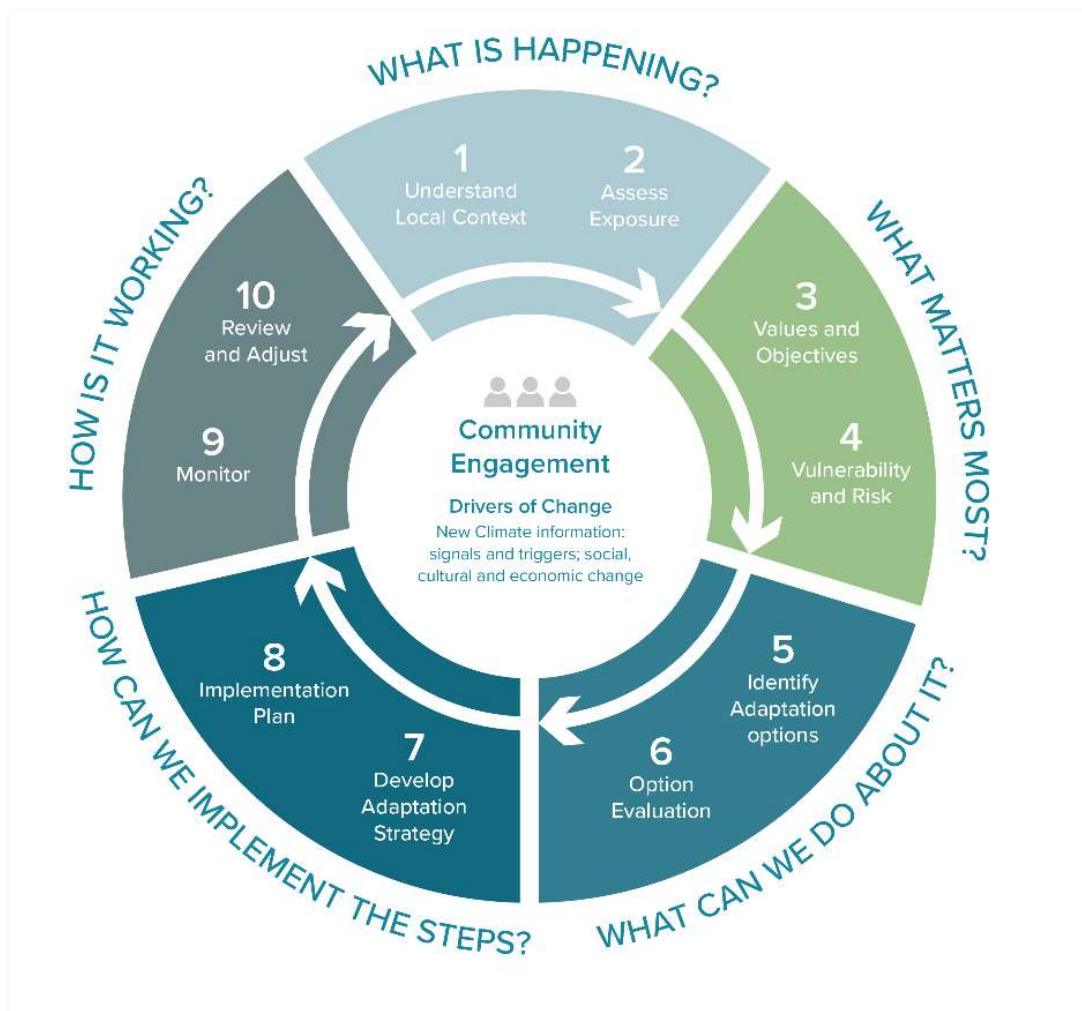 WHAT IS HAPPENING?
1
Understand
Local Context
2
Assess
Exposure
WHAT MATTERS MOST?
3
Values and
Objectives
4
Vulnerability
and Risk
WHAT CAN WE DO ABOUT IT?
5
Identify
Adaptation
options
6
Option
Evaluation
HOW CAN WE IMPLEMENT THE STEPS?
7
Develop
Adaptation
Strategy
8
Implementation
Plan
HOW IS IT WORKING?
9
Monitor
10
Review
and Adjust
Community
Engagement
Drivers of Change
New Climate information:
signals and triggers; social,
cultural and economic change